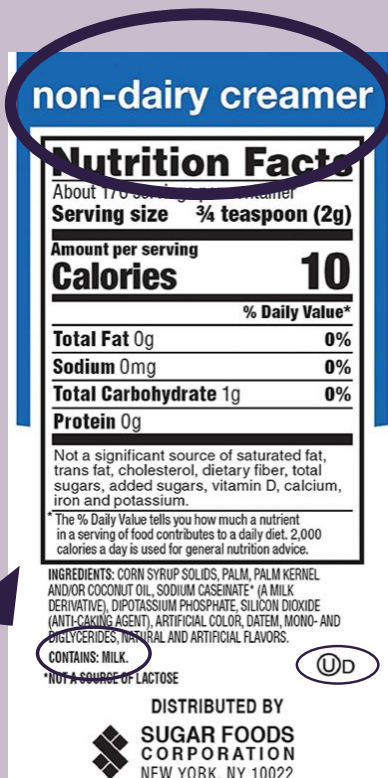 non-dairy creamer
Nutrition Facts
About 170 servings per container
Serving size ¾ teaspoon (2g)
Amount per serving
Calories 10
% Daily Value*
Total Fat 0g 0%
Sodium 0mg 0%
Total Carbohydrate 1g 0%
Protein 0g
Not a significant source of saturated fat,
trans fat, cholesterol, dietary fiber, total
sugars, added sugars, vitamin D, calcium,
iron and potassium.
* The % Daily Value tells you how much a nutrient
in a serving of food contributes to a daily diet. 2,000
calories a day is used for general nutrition advice.
INGREDIENTS: CORN SYRUP SOLIDS, PALM, PALM KERNEL
AND/OR COCONUT OIL, SODIUM CASEINATE* (A MILK
DERIVATIVE), DIPOTASSIUM PHOSPHATE, SILICON DIOXIDE
(ANTI-CAKING AGENT), ARTIFICIAL COLOR, DATEM, MONO- AND
DIGLYCERIDES, NATURAL AND ARTIFICIAL FLAVORS.
CONTAINS: MILK.
ⓊD
*NOT A SOURCE OF LACTOSE
DISTRIBUTED BY
SUGAR FOODS
CORPORATION
NEW YORK, NY 10022